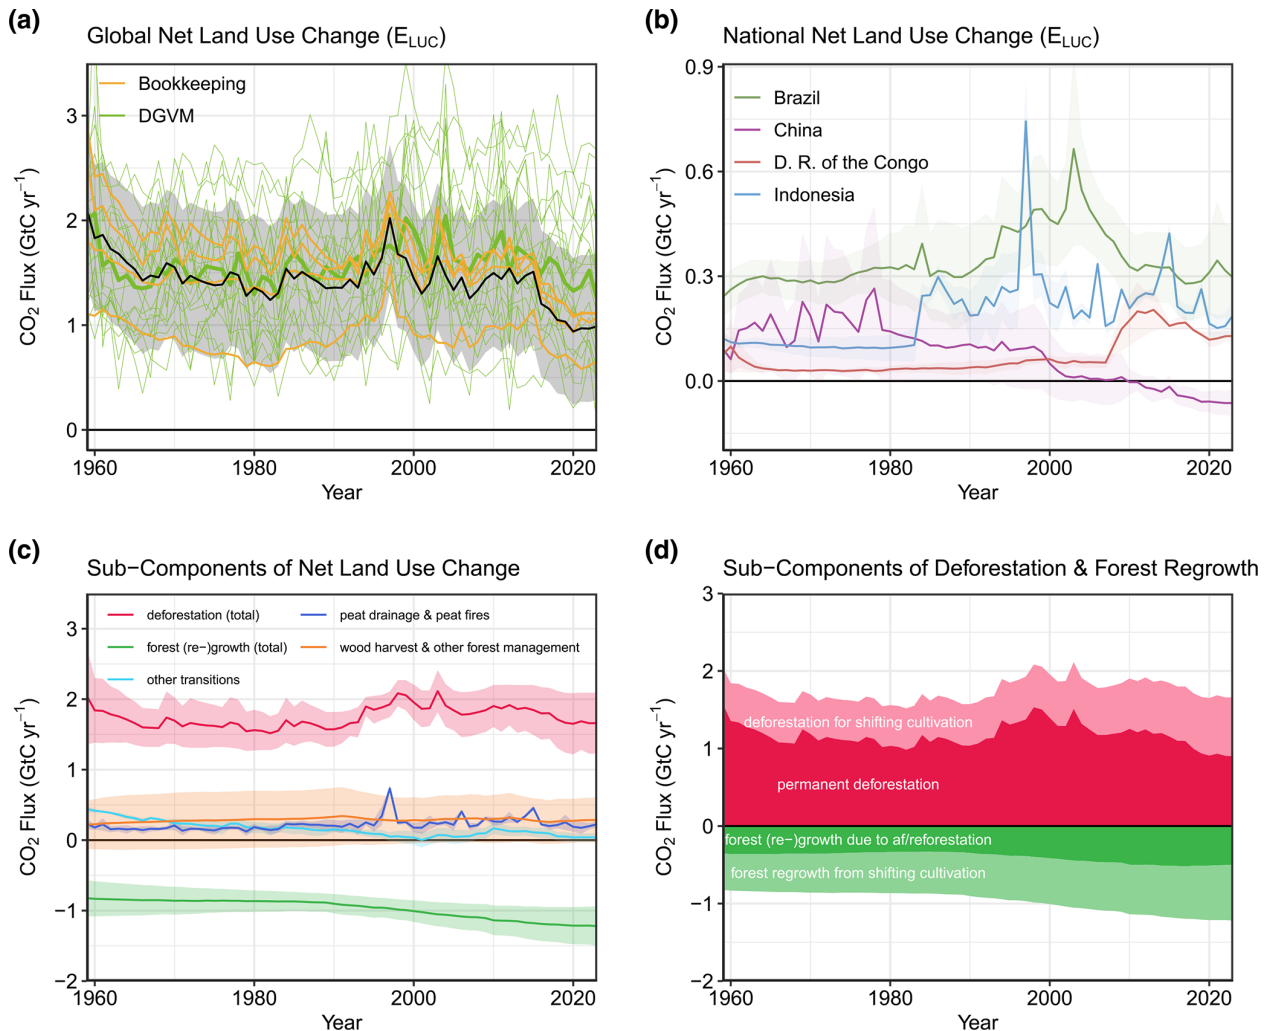 (a)
Global Net Land Use Change (E_LUC)
Bookkeeping
DGVM
CO₂ Flux (GtC yr⁻¹)
3
2
1
0
1960 1980 2000 2020
Year
(b)
National Net Land Use Change (E_LUC)
Brazil
China
D. R. of the Congo
Indonesia
CO₂ Flux (GtC yr⁻¹)
0.9
0.6
0.3
0.0
1960 1980 2000 2020
Year
(c)
Sub−Components of Net Land Use Change
deforestation (total)
forest (re−)growth (total)
other transitions
peat drainage & peat fires
wood harvest & other forest management
CO₂ Flux (GtC yr⁻¹)
3
2
1
0
−1
−2
1960 1980 2000 2020
Year
(d)
Sub−Components of Deforestation & Forest Regrowth
CO₂ Flux (GtC yr⁻¹)
3
2
1
0
−1
−2
deforestation for shifting cultivation
permanent deforestation
forest (re−)growth due to af/reforestation
forest regrowth from shifting cultivation
1960 1980 2000 2020
Year